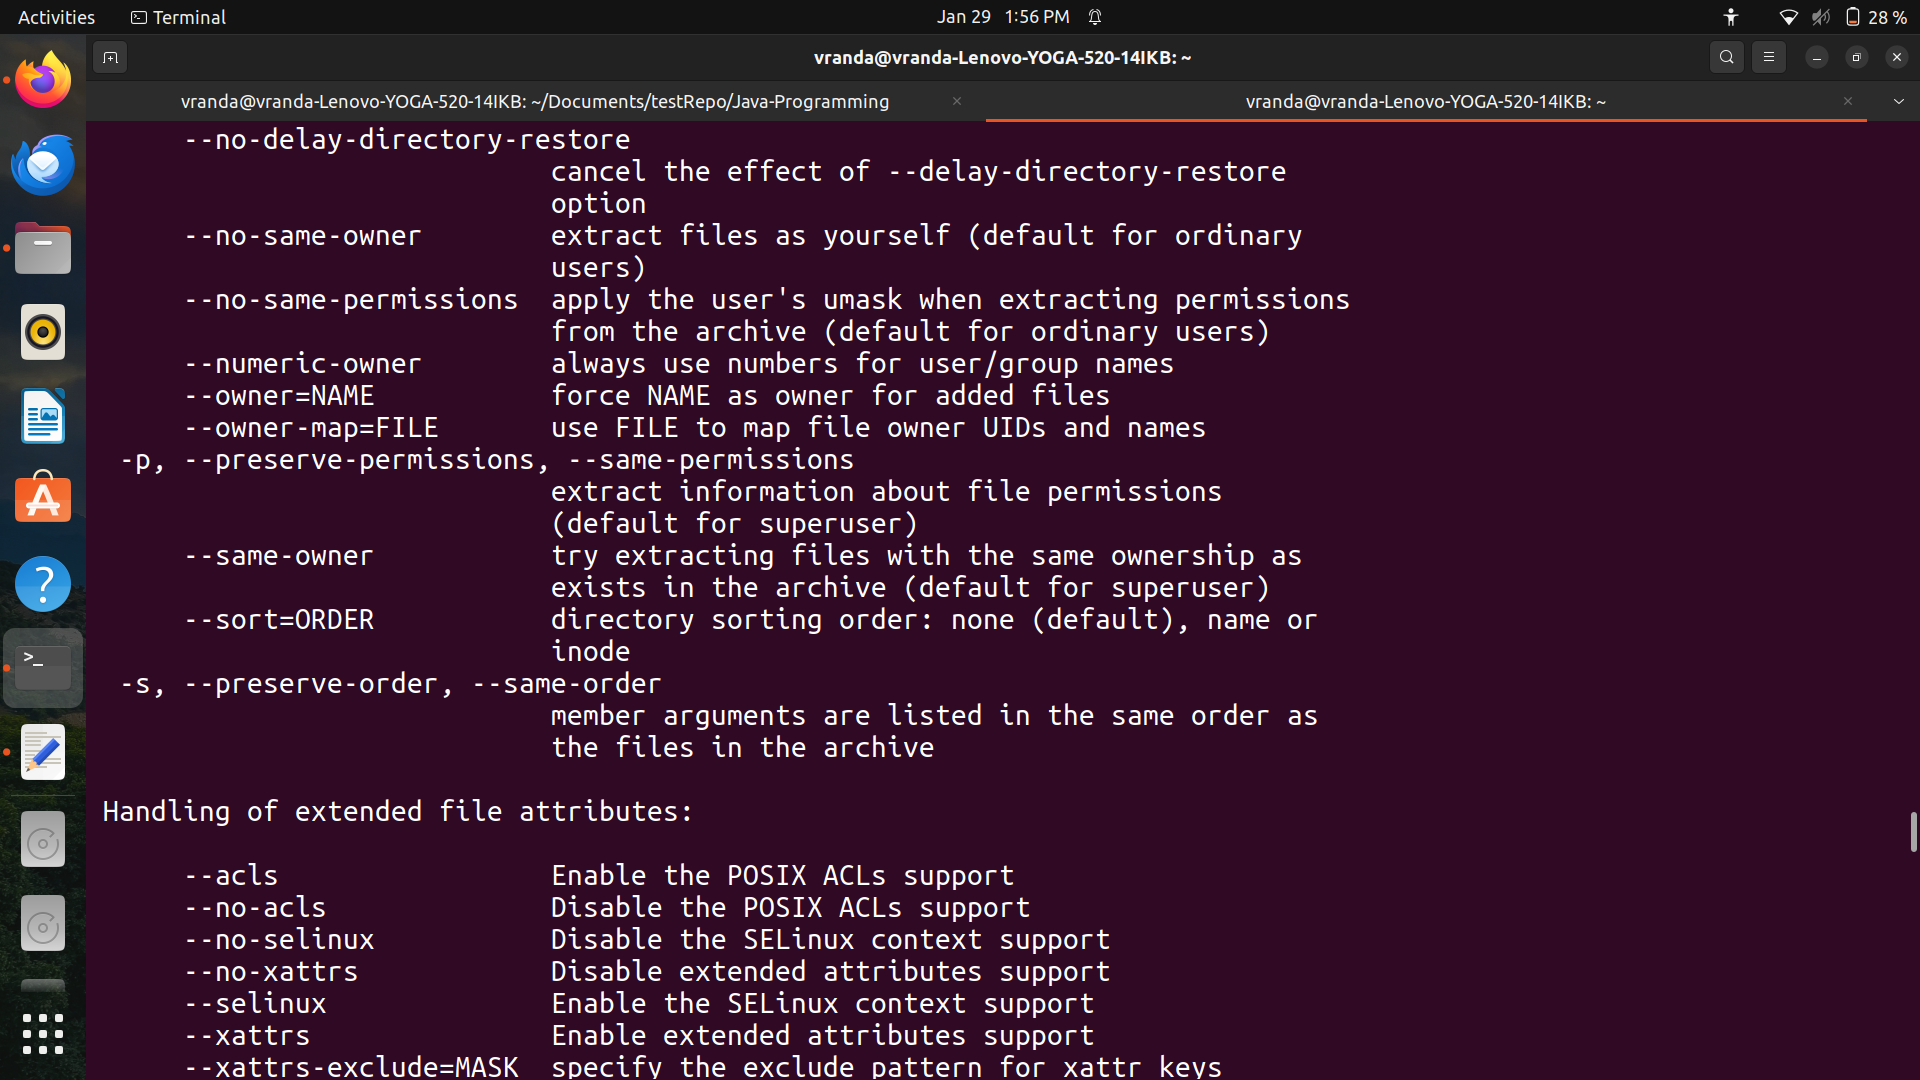 Activities Terminal Jan 29 1:56 PM 28 %
vranda@vranda-Lenovo-YOGA-520-14IKB: ~
vranda@vranda-Lenovo-YOGA-520-14IKB: ~/Documents/testRepo/Java-Programming vranda@vranda-Lenovo-YOGA-520-14IKB: ~
--no-delay-directory-restore
cancel the effect of --delay-directory-restore
option
--no-same-owner extract files as yourself (default for ordinary
users)
--no-same-permissions apply the user's umask when extracting permissions
from the archive (default for ordinary users)
--numeric-owner always use numbers for user/group names
--owner=NAME force NAME as owner for added files
--owner-map=FILE use FILE to map file owner UIDs and names
-p, --preserve-permissions, --same-permissions
extract information about file permissions
(default for superuser)
--same-owner try extracting files with the same ownership as
exists in the archive (default for superuser)
--sort=ORDER directory sorting order: none (default), name or
inode
-s, --preserve-order, --same-order
member arguments are listed in the same order as
the files in the archive
Handling of extended file attributes:
--acls Enable the POSIX ACLs support
--no-acls Disable the POSIX ACLs support
--no-selinux Disable the SELinux context support
--no-xattrs Disable extended attributes support
--selinux Enable the SELinux context support
--xattrs Enable extended attributes support
--xattrs-exclude=MASK specify the exclude pattern for xattr keys